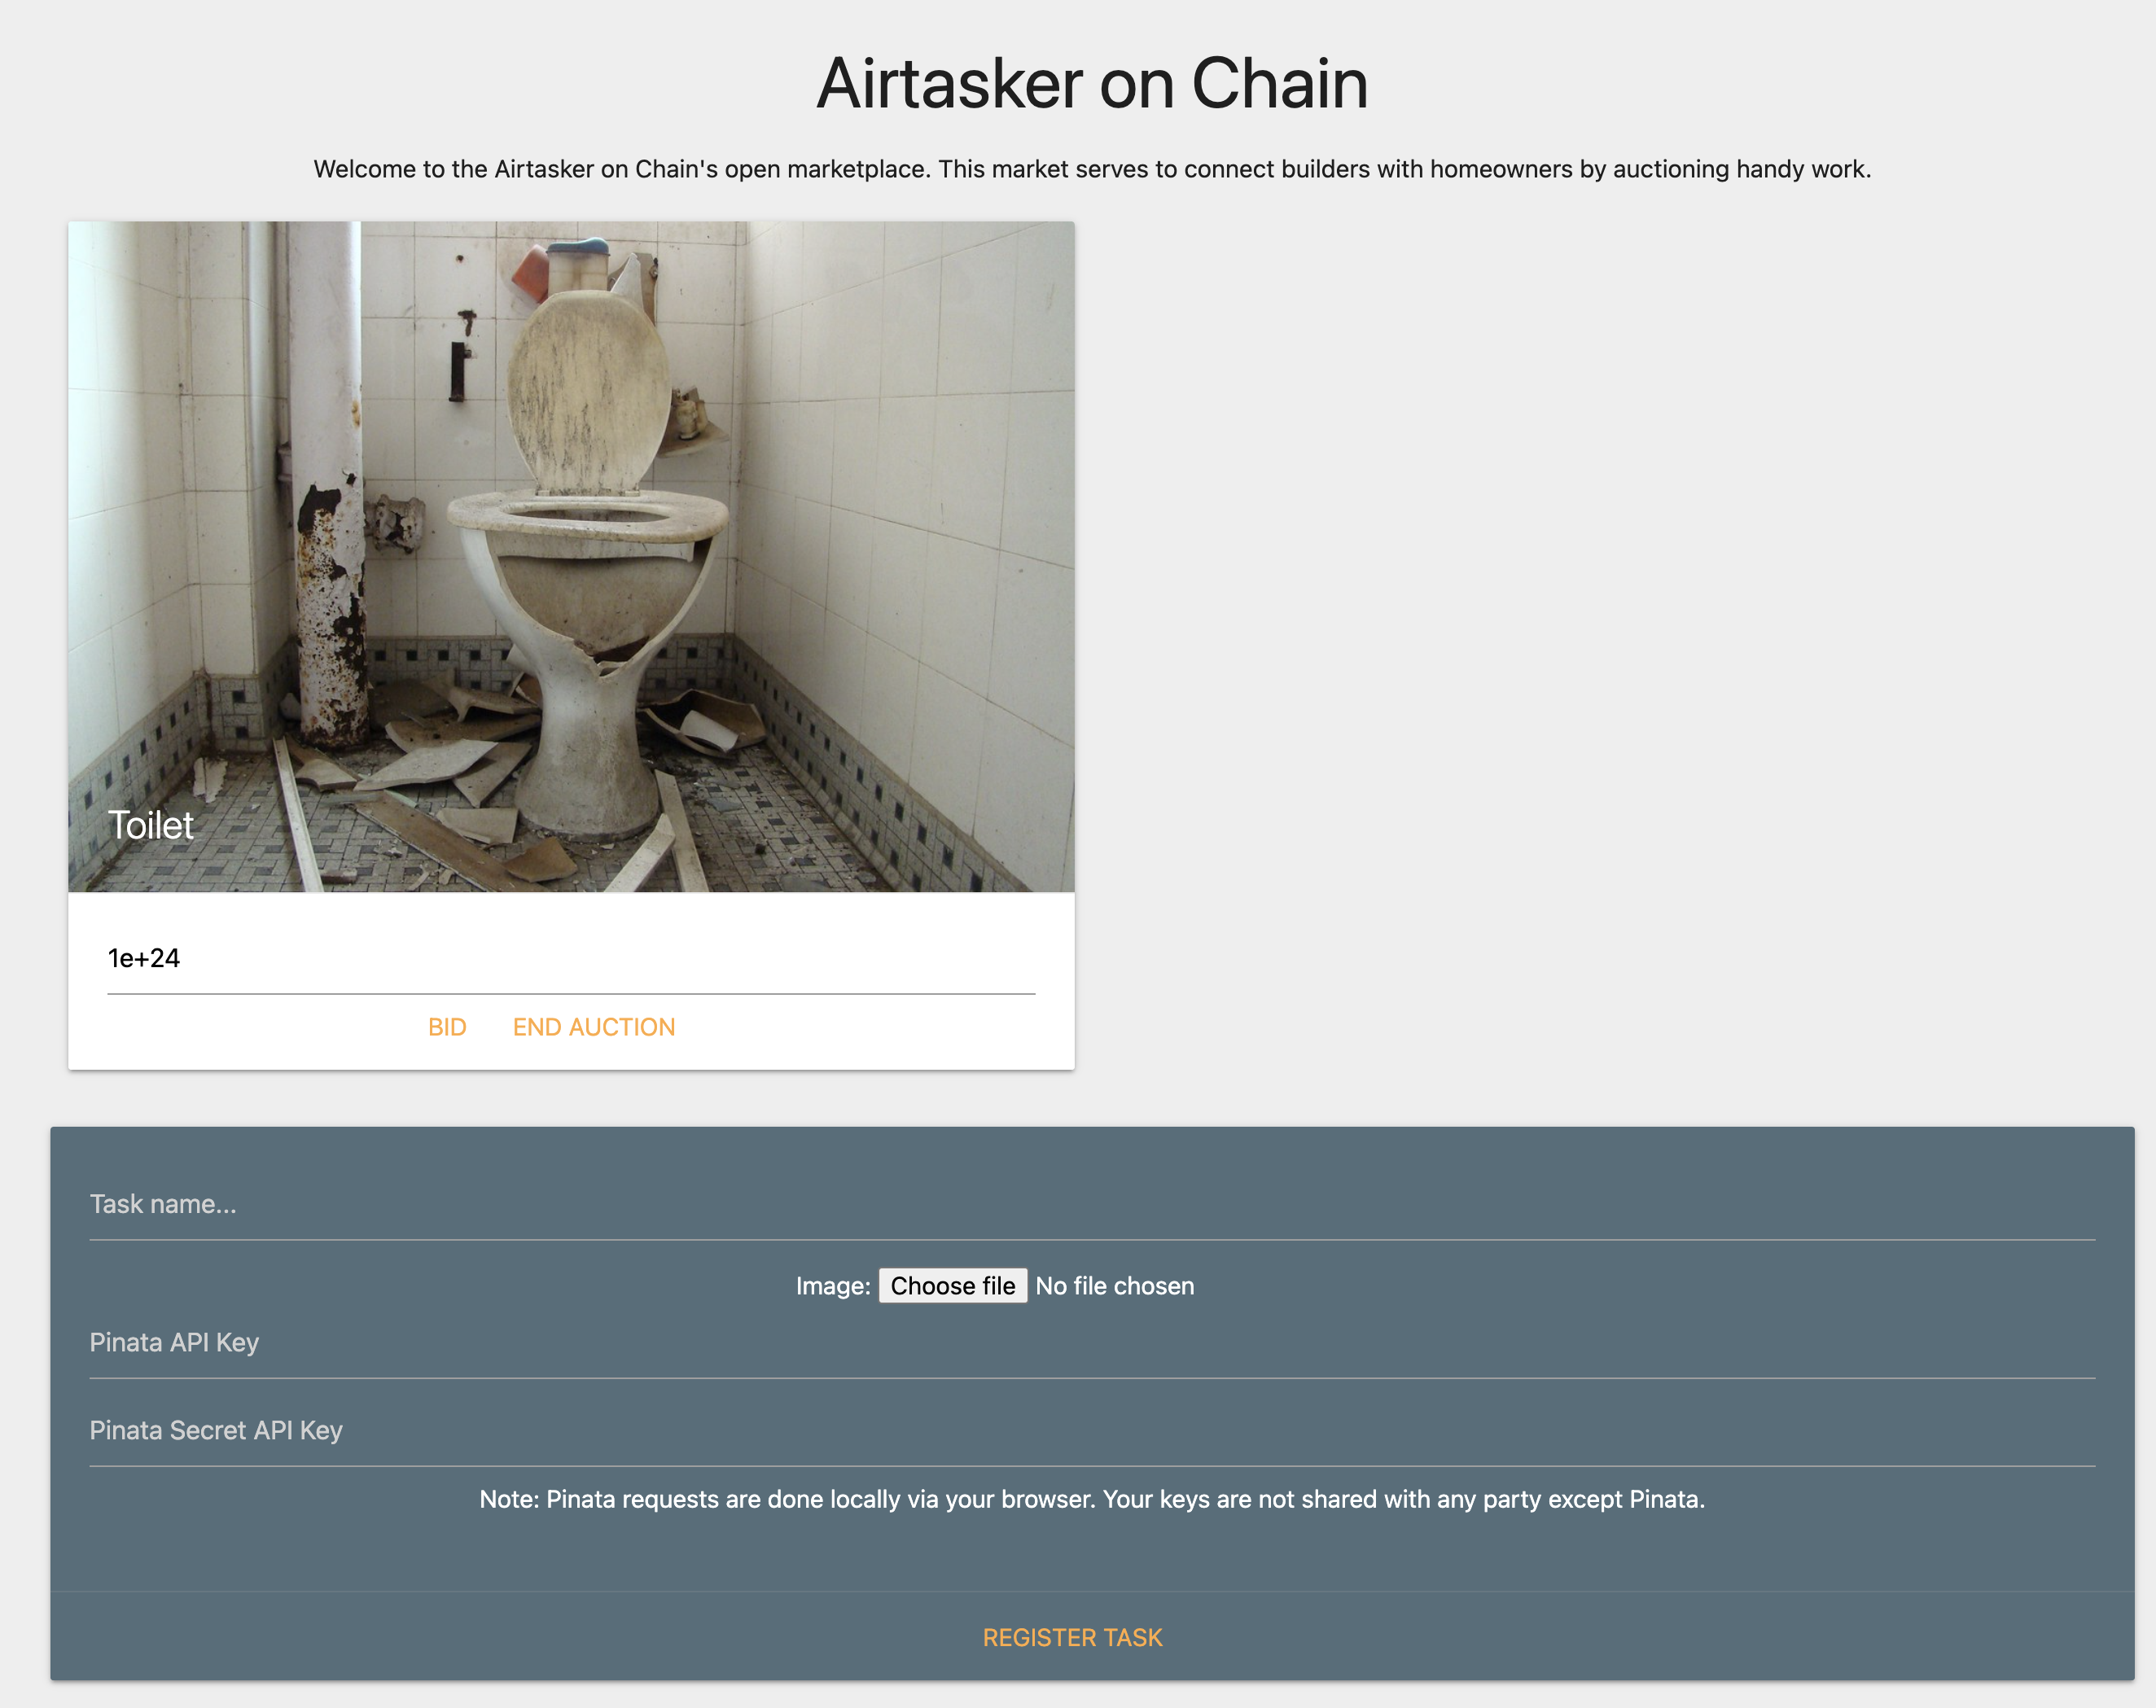 Airtasker on Chain
Welcome to the Airtasker on Chain's open marketplace. This market serves to connect builders with homeowners by auctioning handy work.
Toilet
1e+24
BID END AUCTION
Task name...
Image: Choose file No file chosen
Pinata API Key
Pinata Secret API Key
Note: Pinata requests are done locally via your browser. Your keys are not shared with any party except Pinata.
REGISTER TASK